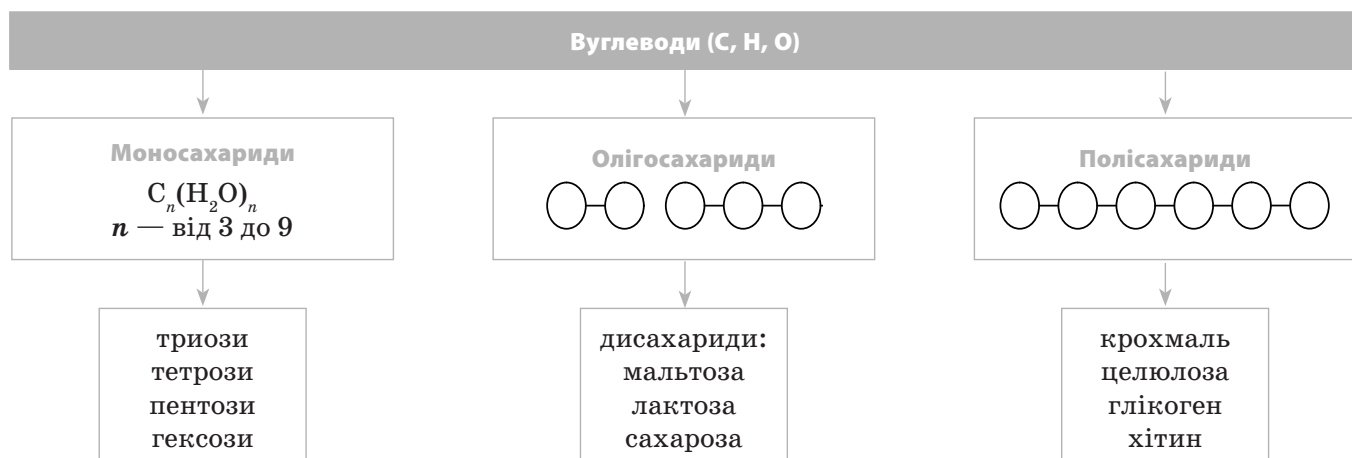 Вуглеводи (С, Н, О)
Моносахариди
Cₙ(H₂O)ₙ
n — від 3 до 9
Олігосахариди
Полісахариди
триози
тетрози
пентози
гексози
дисахариди:
мальтоза
лактоза
сахароза
крохмаль
целюлоза
глікоген
хітин